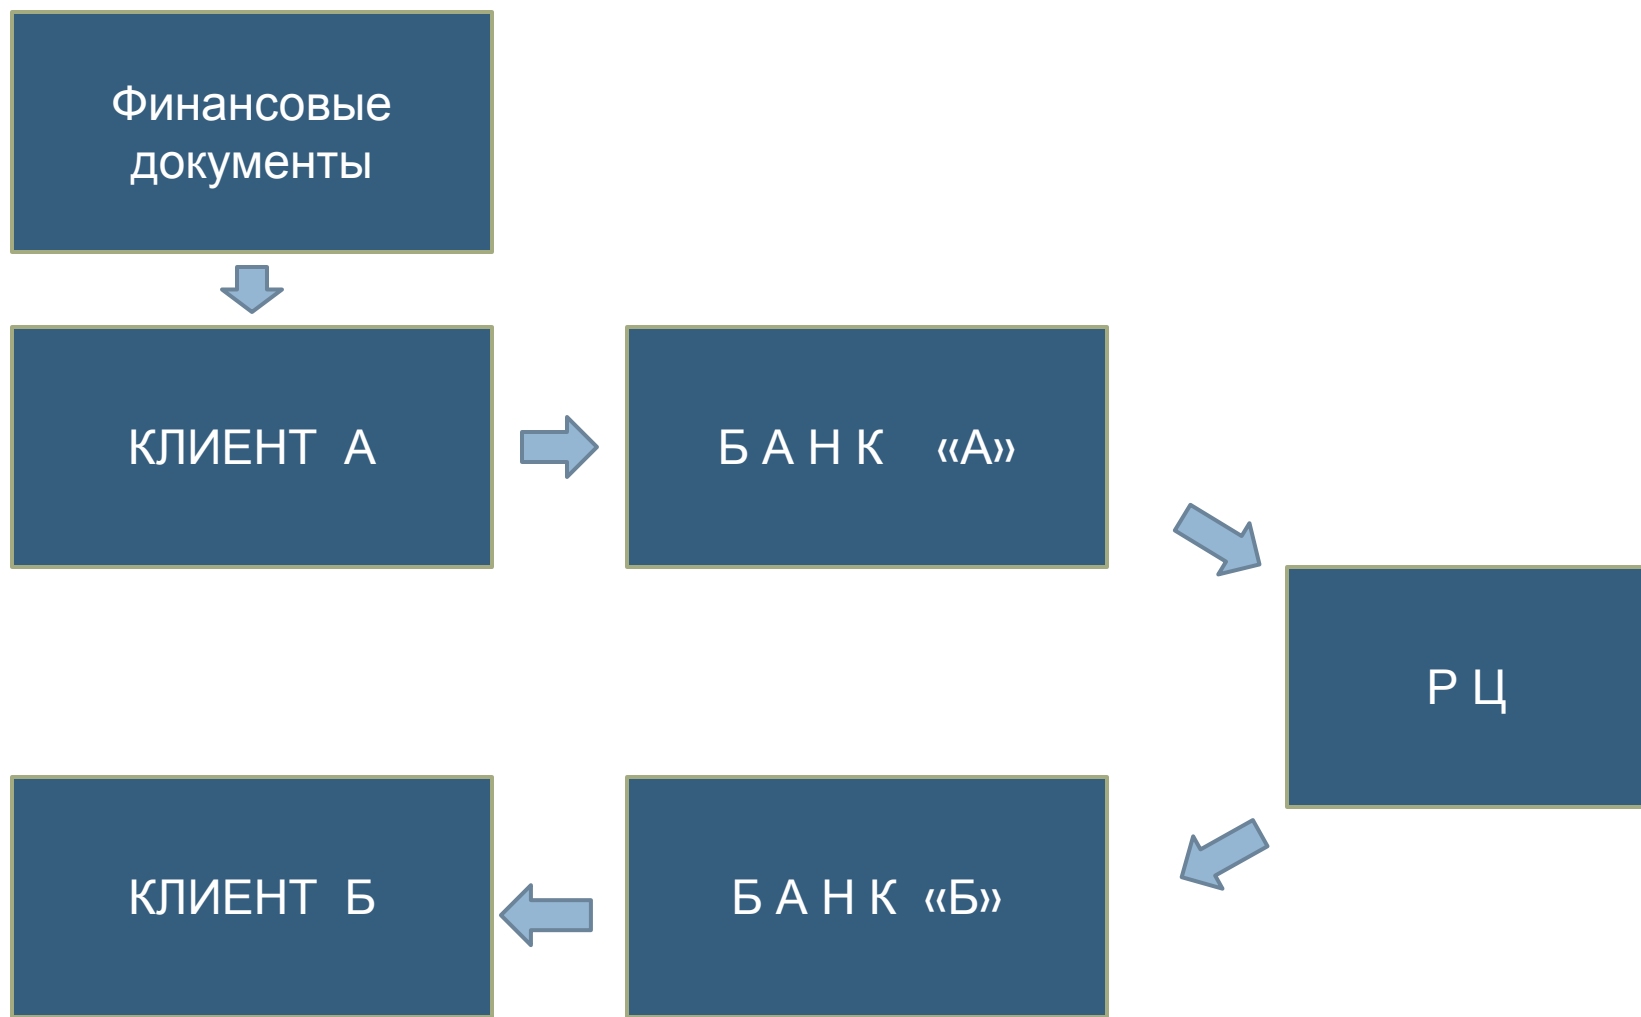 Финансовые
документы
КЛИЕНТ А
Б А Н К «А»
Р Ц
КЛИЕНТ Б
Б А Н К «Б»